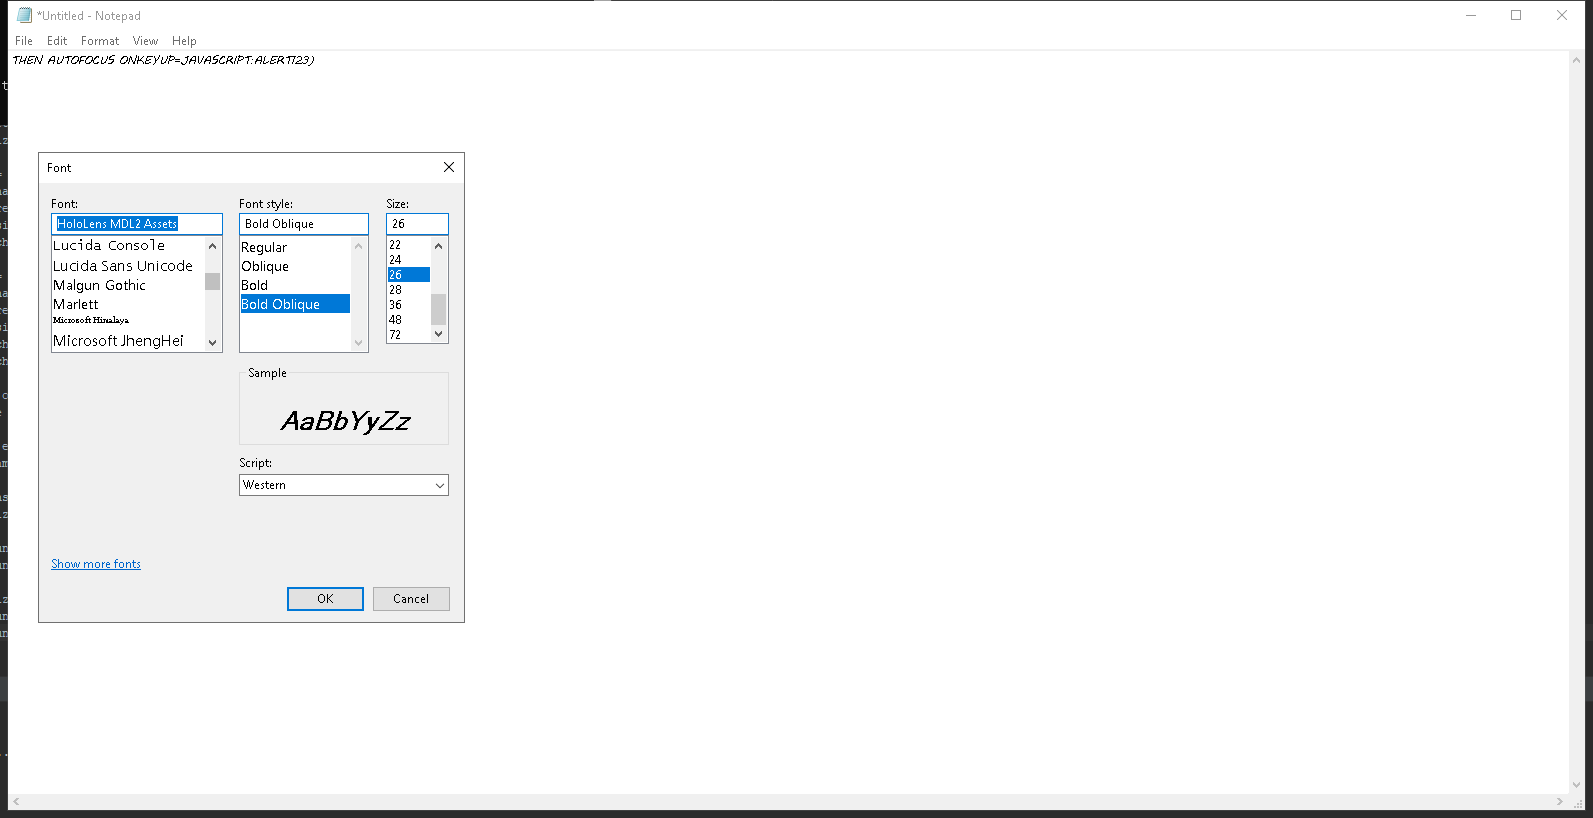 *Untitled - Notepad
File Edit Format View Help
THEN AUTOFOCUS ONKEYUP=JAVASCRIPT:ALERT123)
Font
Font:
HoloLens MDL2 Assets
Lucida Console
Lucida Sans Unicode
Malgun Gothic
Marlett
Microsoft Himalaya
Microsoft JhengHei
Font style:
Bold Oblique
Regular
Oblique
Bold
Bold Oblique
Size:
26
22
24
26
28
36
48
72
Sample
AaBbYyZz
Script:
Western
Show more fonts
OK
Cancel